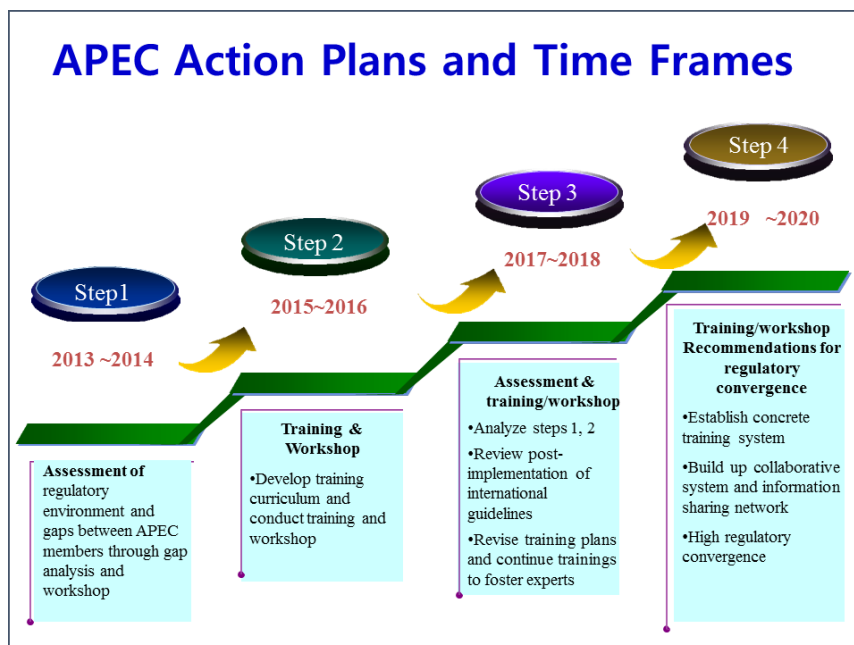 APEC Action Plans and Time Frames
Step1
2013 ~2014
Assessment of
regulatory
environment and
gaps between APEC
members through gap
analysis and
workshop
Step 2
2015~2016
Training &
Workshop
•Develop training
curriculum and
conduct training and
workshop
Step 3
2017~2018
Assessment &
training/workshop
•Analyze steps 1, 2
•Review post-
implementation of
international
guidelines
•Revise training plans
and continue trainings
to foster experts
Step 4
2019 ~2020
Training/workshop
Recommendations for
regulatory
convergence
•Establish concrete
training system
•Build up collaborative
system and information
sharing network
•High regulatory
convergence